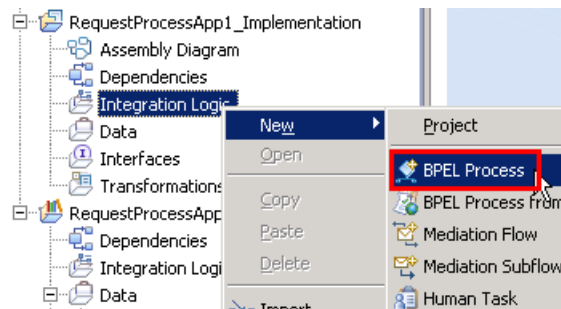 RequestProcessApp1_Implementation
Assembly Diagram
Dependencies
Integration Logic
Data
Interfaces
Transformations
RequestProcessApp
Dependencies
Integration Logi
Data
New
Open
Copy
Paste
Delete
Import
Project
BPEL Process
BPEL Process from
Mediation Flow
Mediation Subflow
Human Task